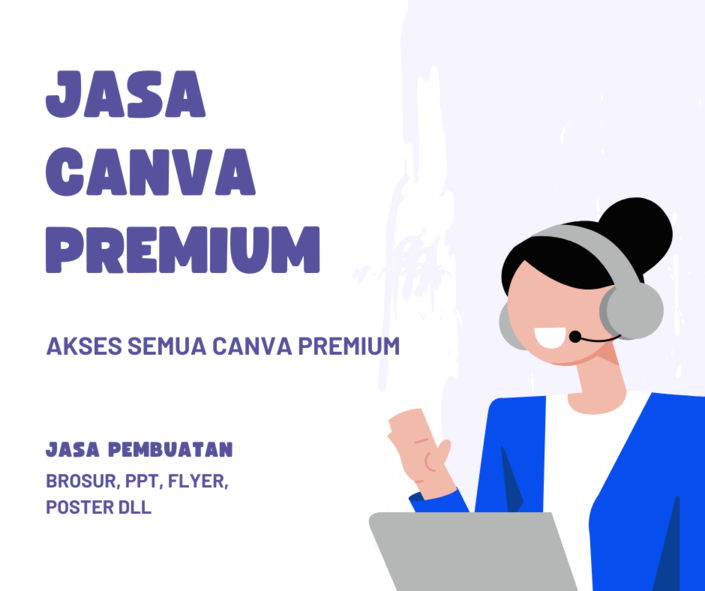 JASA
CANVA
PREMIUM
AKSES SEMUA CANVA PREMIUM
JASA PEMBUATAN
BROSUR, PPT, FLYER,
POSTER DLL